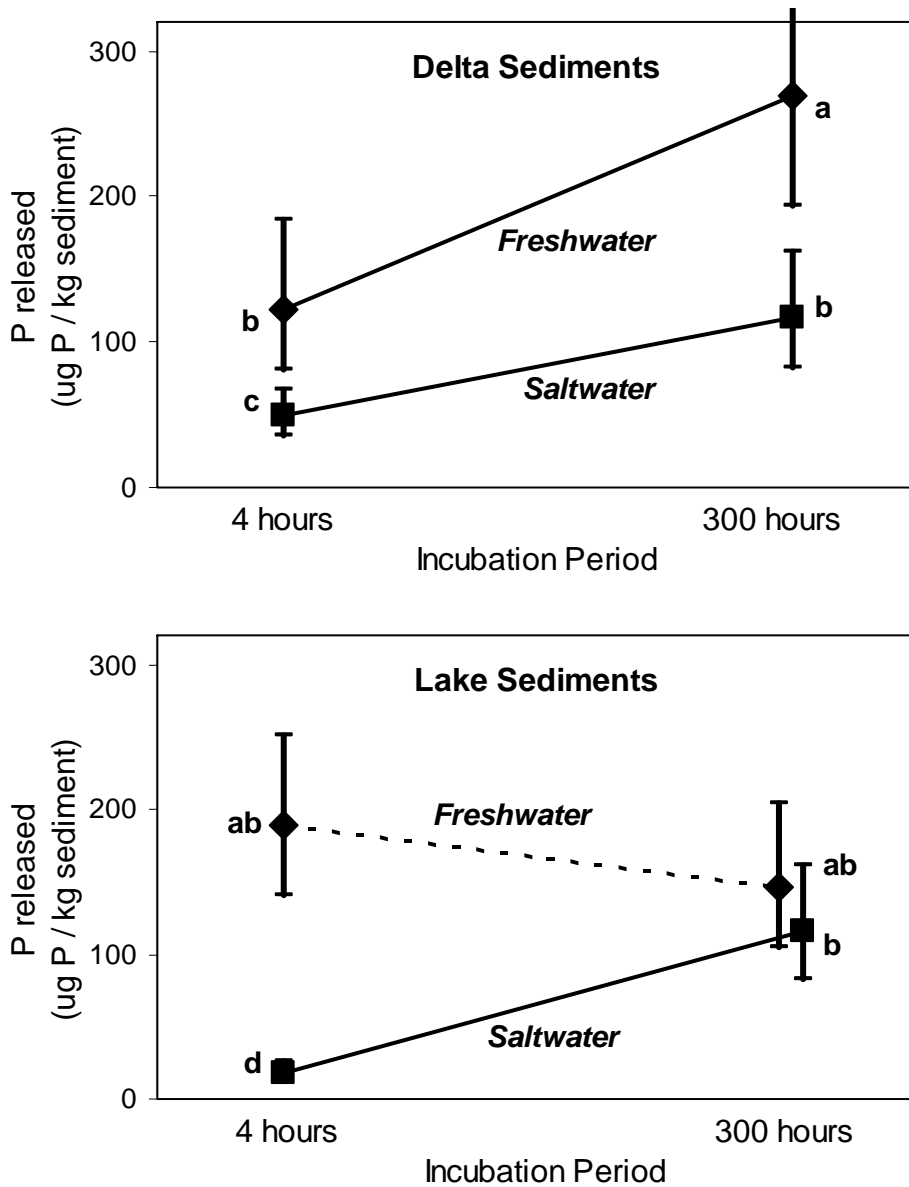 Delta Sediments
P released
(ug P / kg sediment)
300
200
100
0
a
Freshwater
b
b
Saltwater
c
4 hours
300 hours
Incubation Period
Lake Sediments
P released
(ug P / kg sediment)
300
200
100
0
Freshwater
ab
ab
b
Saltwater
d
4 hours
300 hours
Incubation Period